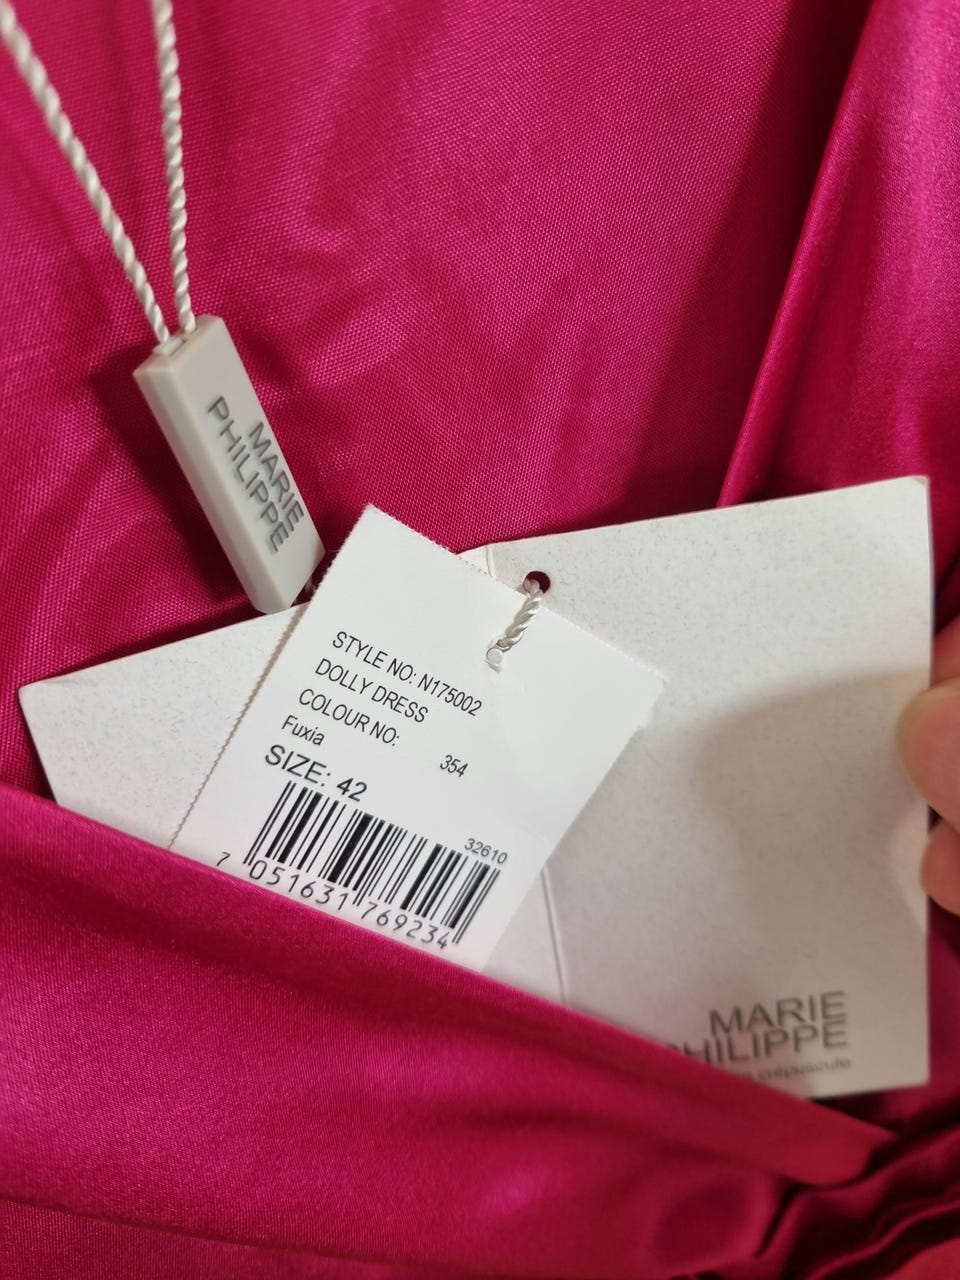 MARIE
PHILIPPE
STYLE NO: N175002
DOLLY DRESS
COLOUR NO:
354
Fuxia
SIZE: 42
32610
7 051631 769234
MARIE
PHILIPPE
crépuscule